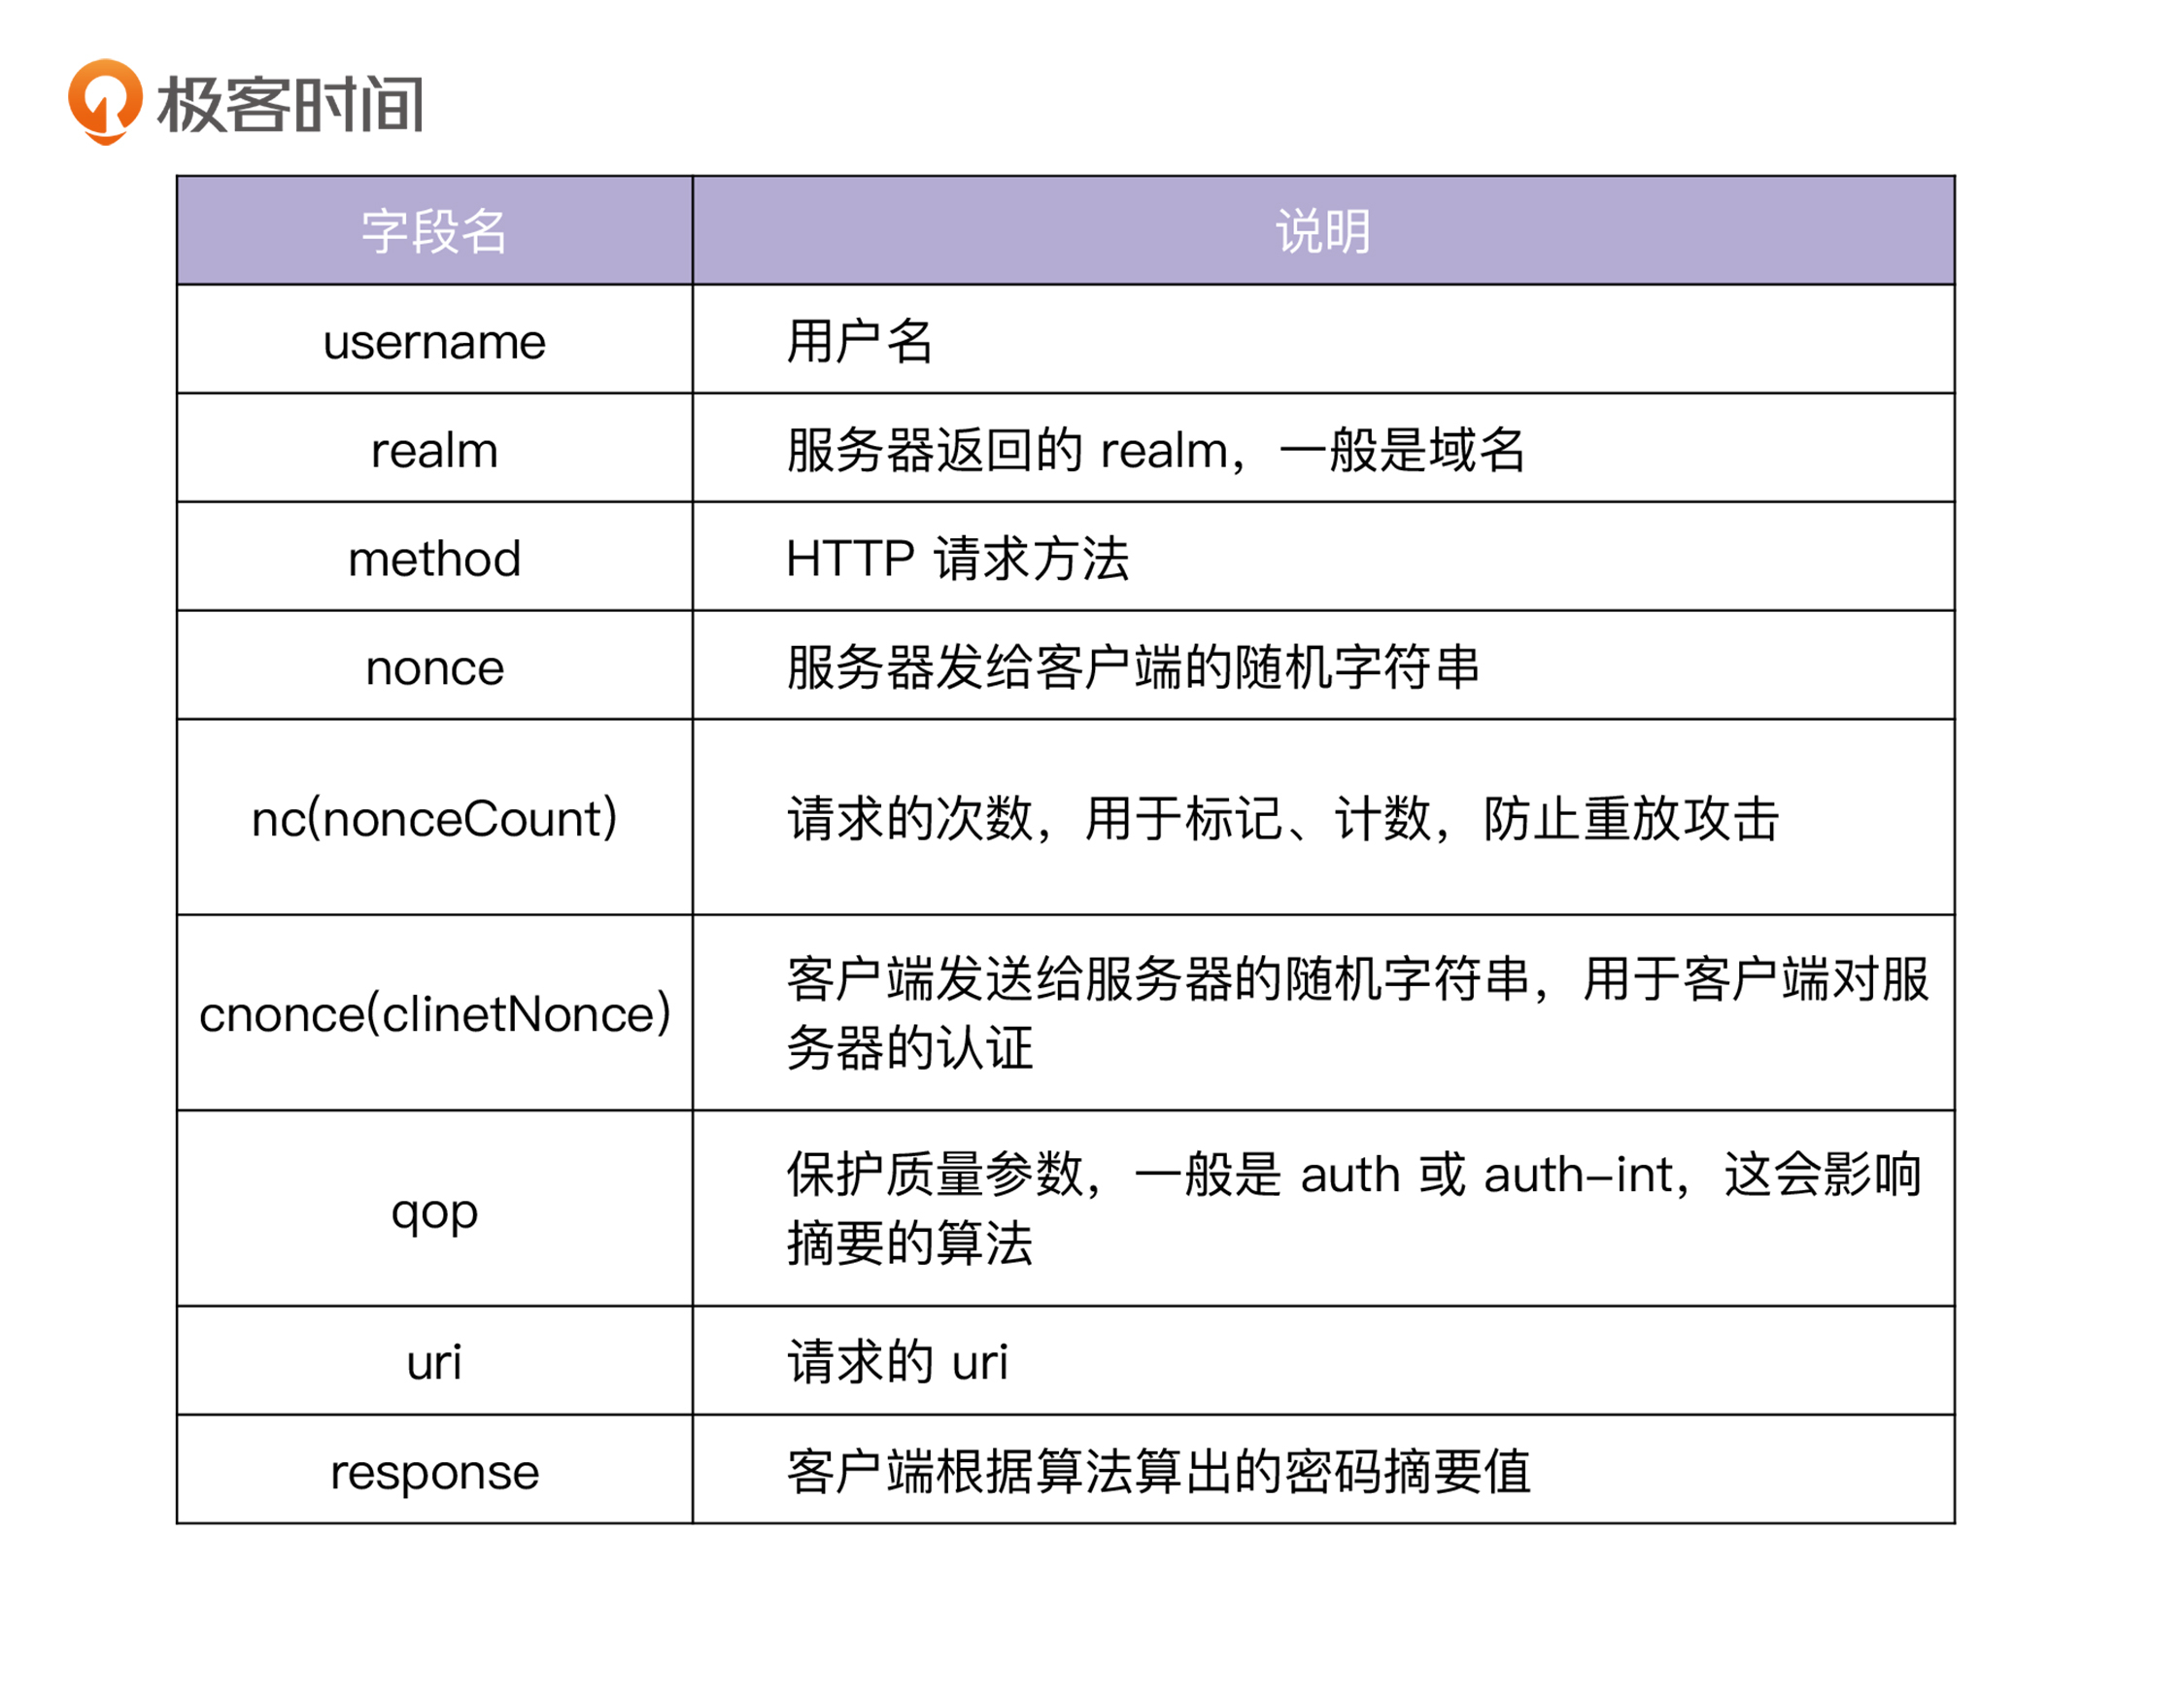 极客时间
字段名 说明
username 用户名
realm 服务器返回的 realm，一般是域名
method HTTP 请求方法
nonce 服务器发给客户端的随机字符串
nc(nonceCount) 请求的次数，用于标记、计数，防止重放攻击
cnonce(clinetNonce) 客户端发送给服务器的随机字符串，用于客户端对服
务器的认证
qop 保护质量参数，一般是 auth 或 auth-int，这会影响
摘要的算法
uri 请求的 uri
response 客户端根据算法算出的密码摘要值